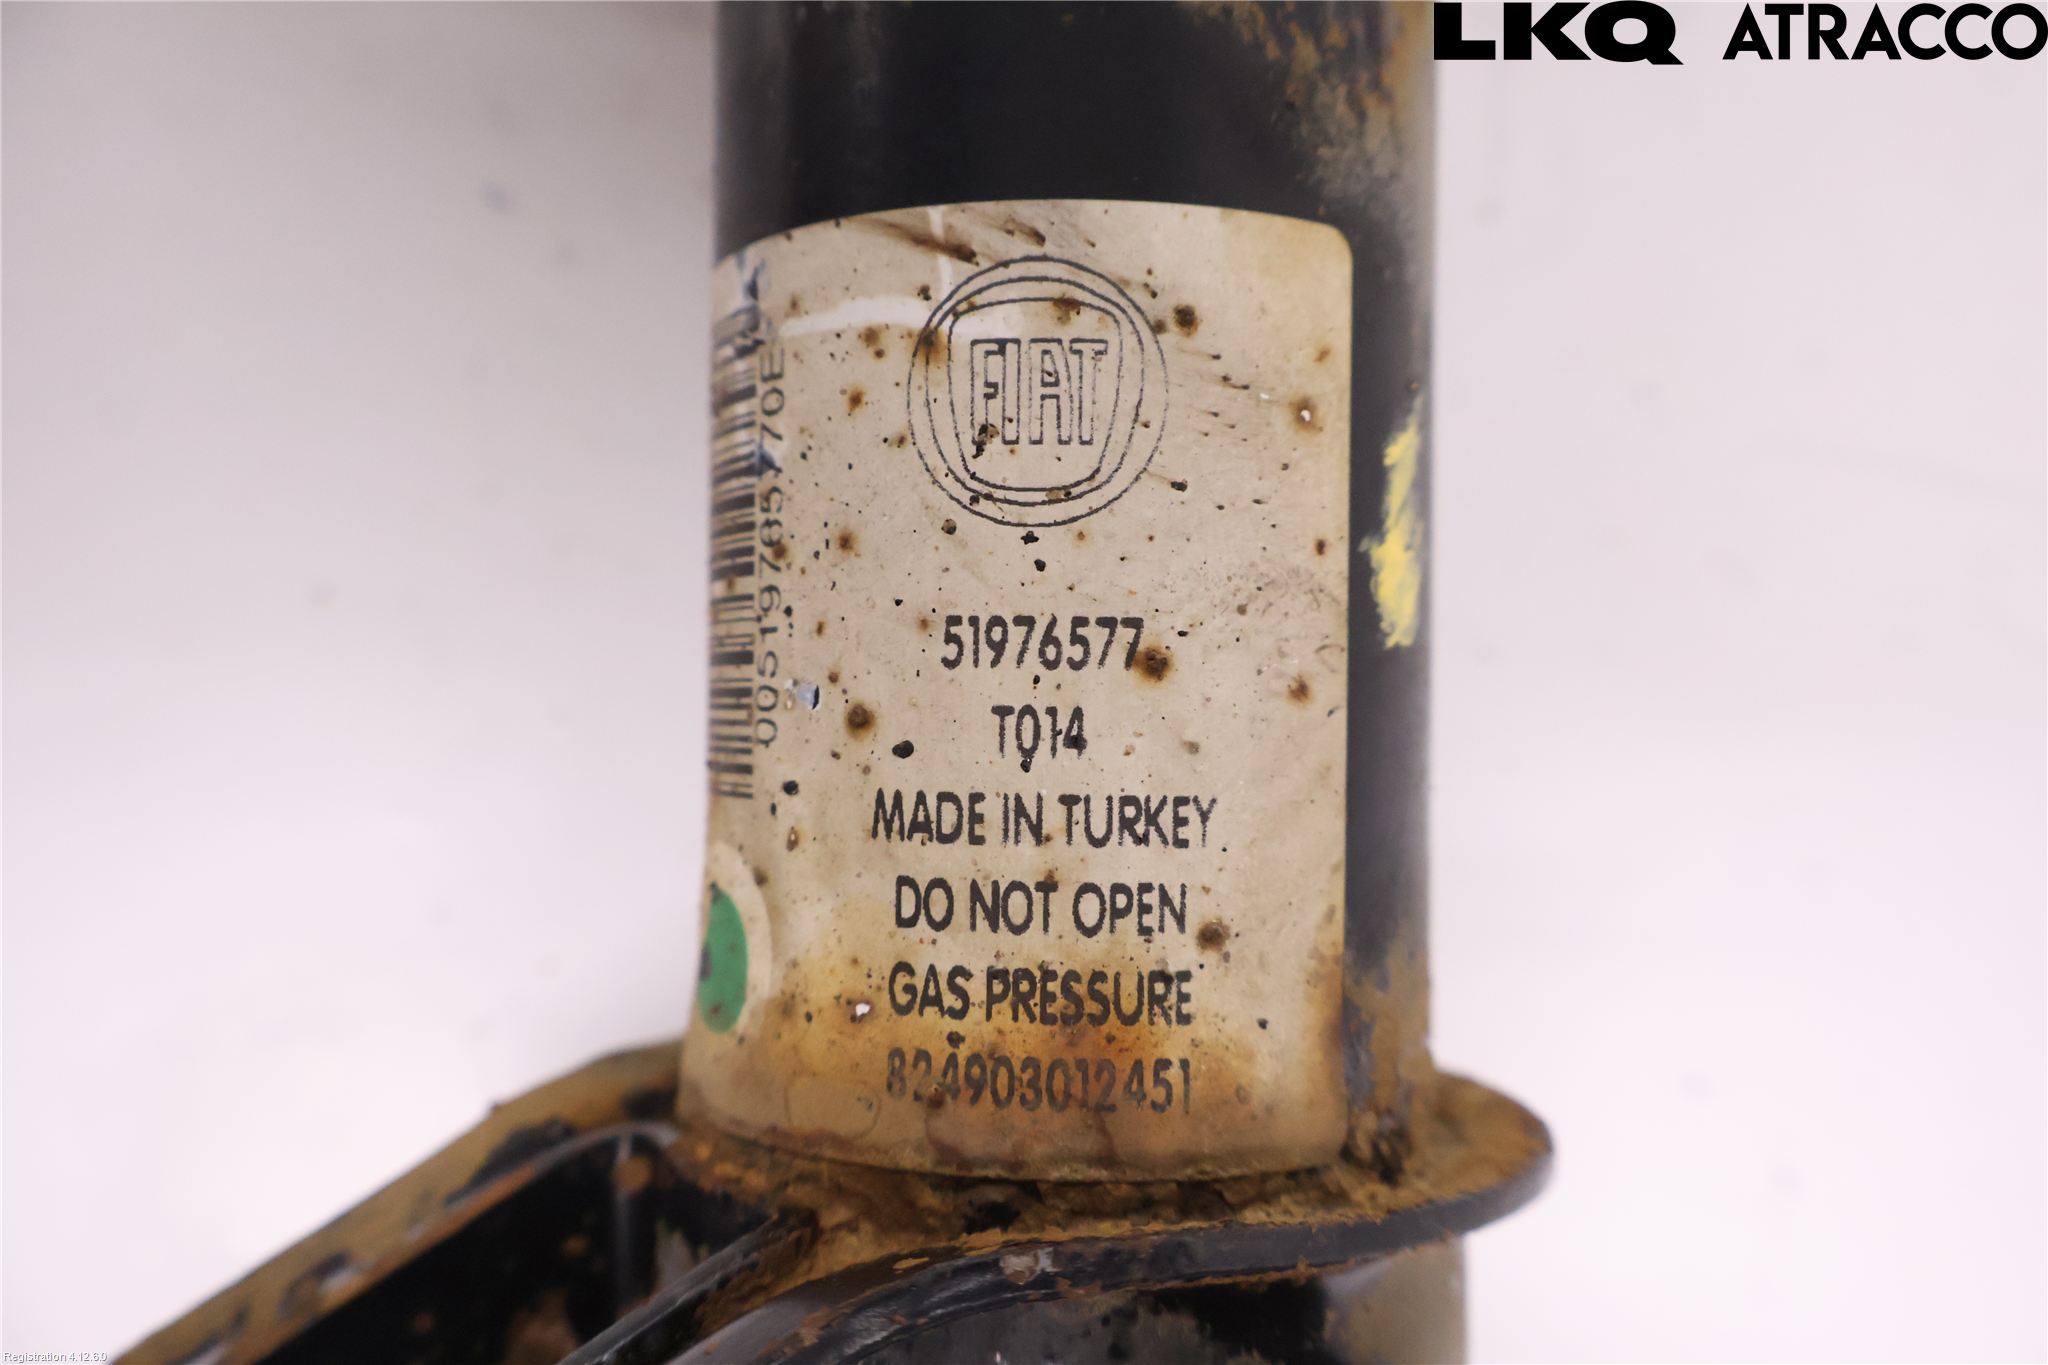 LKQ ATRACCO
FIAT
51976577
T014
MADE IN TURKEY
DO NOT OPEN
GAS PRESSURE
824903012451
Registration 4.12.6.0